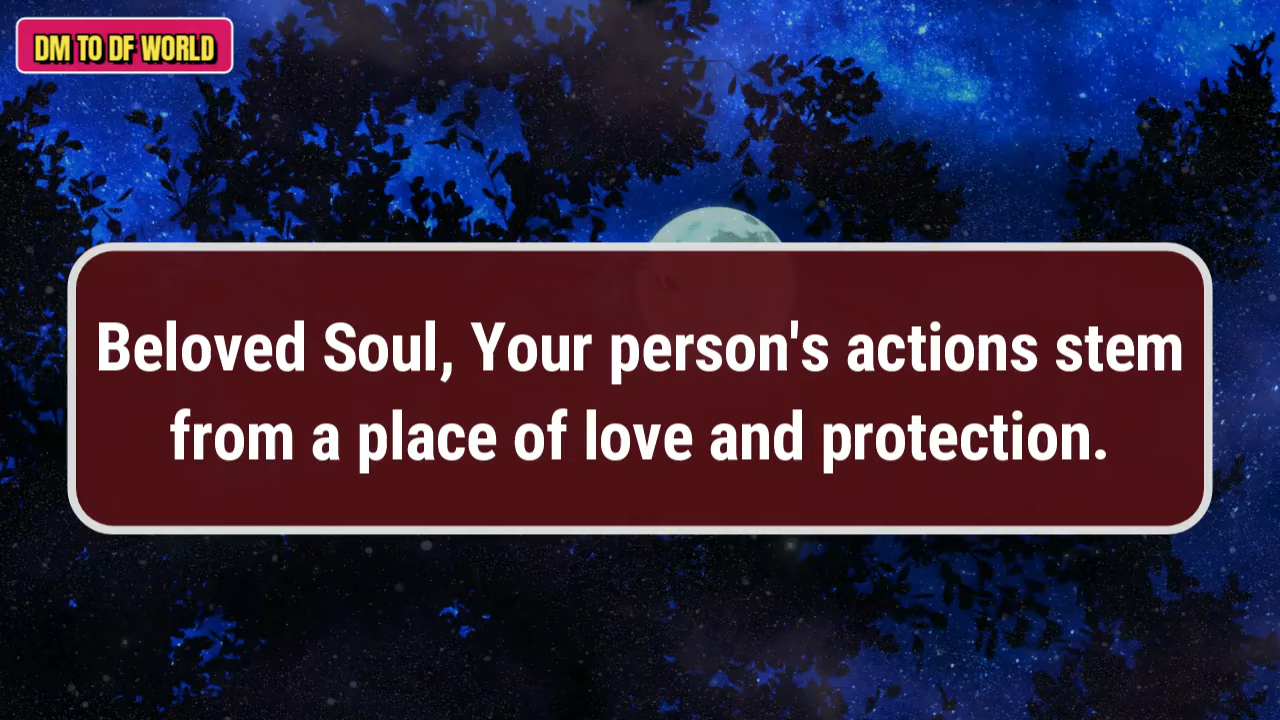 DM TO DF WORLD
Beloved Soul, Your person's actions stem
from a place of love and protection.